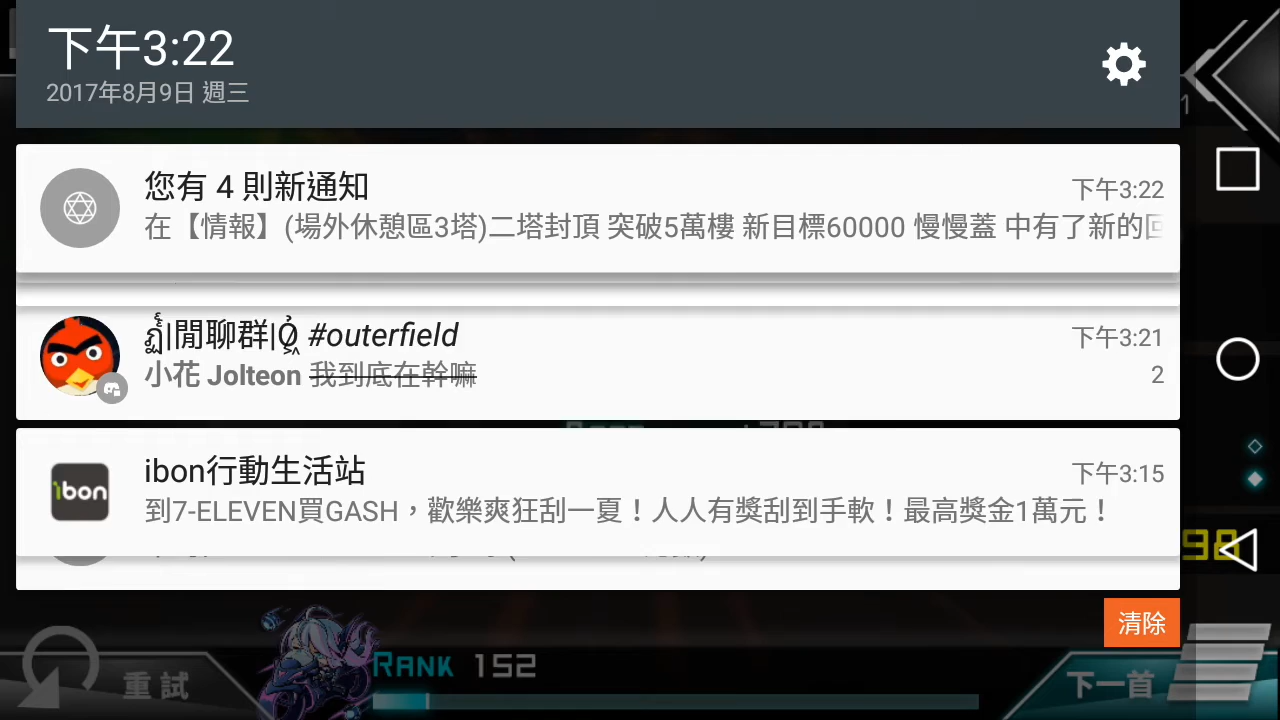 下午3:22
2017年8月9日 週三
您有 4 則新通知
下午3:22
在【情報】(場外休憩區3塔)二塔封頂 突破5萬樓 新目標60000 慢慢蓋 中有了新的回
|閒聊群| #outerfield
下午3:21
小花 Jolteon 我到底在幹嘛
2
ibon
ibon行動生活站
下午3:15
到7-ELEVEN買GASH，歡樂爽狂刮一夏！人人有獎刮到手軟！最高獎金1萬元！
98
清除
RANK 152
重試
下一首